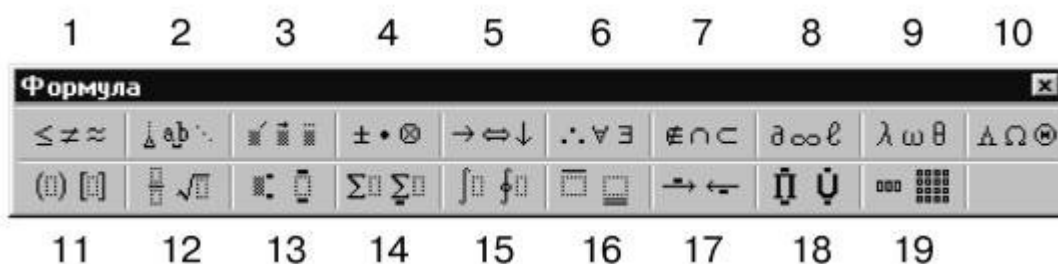 1 2 3 4 5 6 7 8 9 10
Формула
≤ ≠ ≈ a͟b ⋱ ± • ⊗ → ⇔ ↓ ∴ ∀ ∃ ∉ ∩ ⊂ ∂ ∞ ℓ λ ω θ Λ Ω Θ
( ) [ ] √ Σ Σ ∫ ∮ → ← Π U
11 12 13 14 15 16 17 18 19